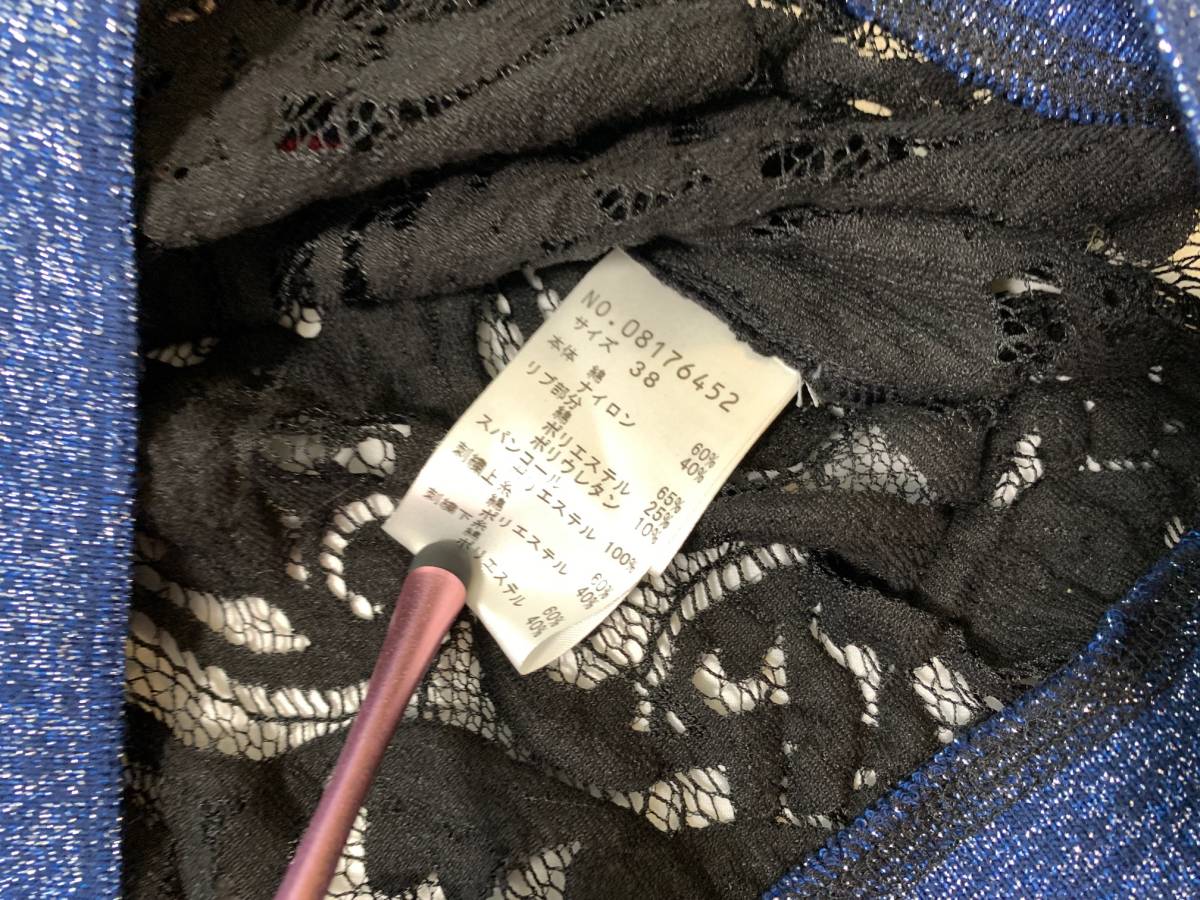 NO.08176452
サイズ 38
本体 綿 60%
ナイロン 40%
リブ部分
綿 65%
ポリエステル 25%
ポリウレタン 10%
スパンコール
ポリエステル 100%
刺繍上糸
綿 60%
ポリエステル 40%
刺繍下糸
綿 60%
ポリエステル 40%